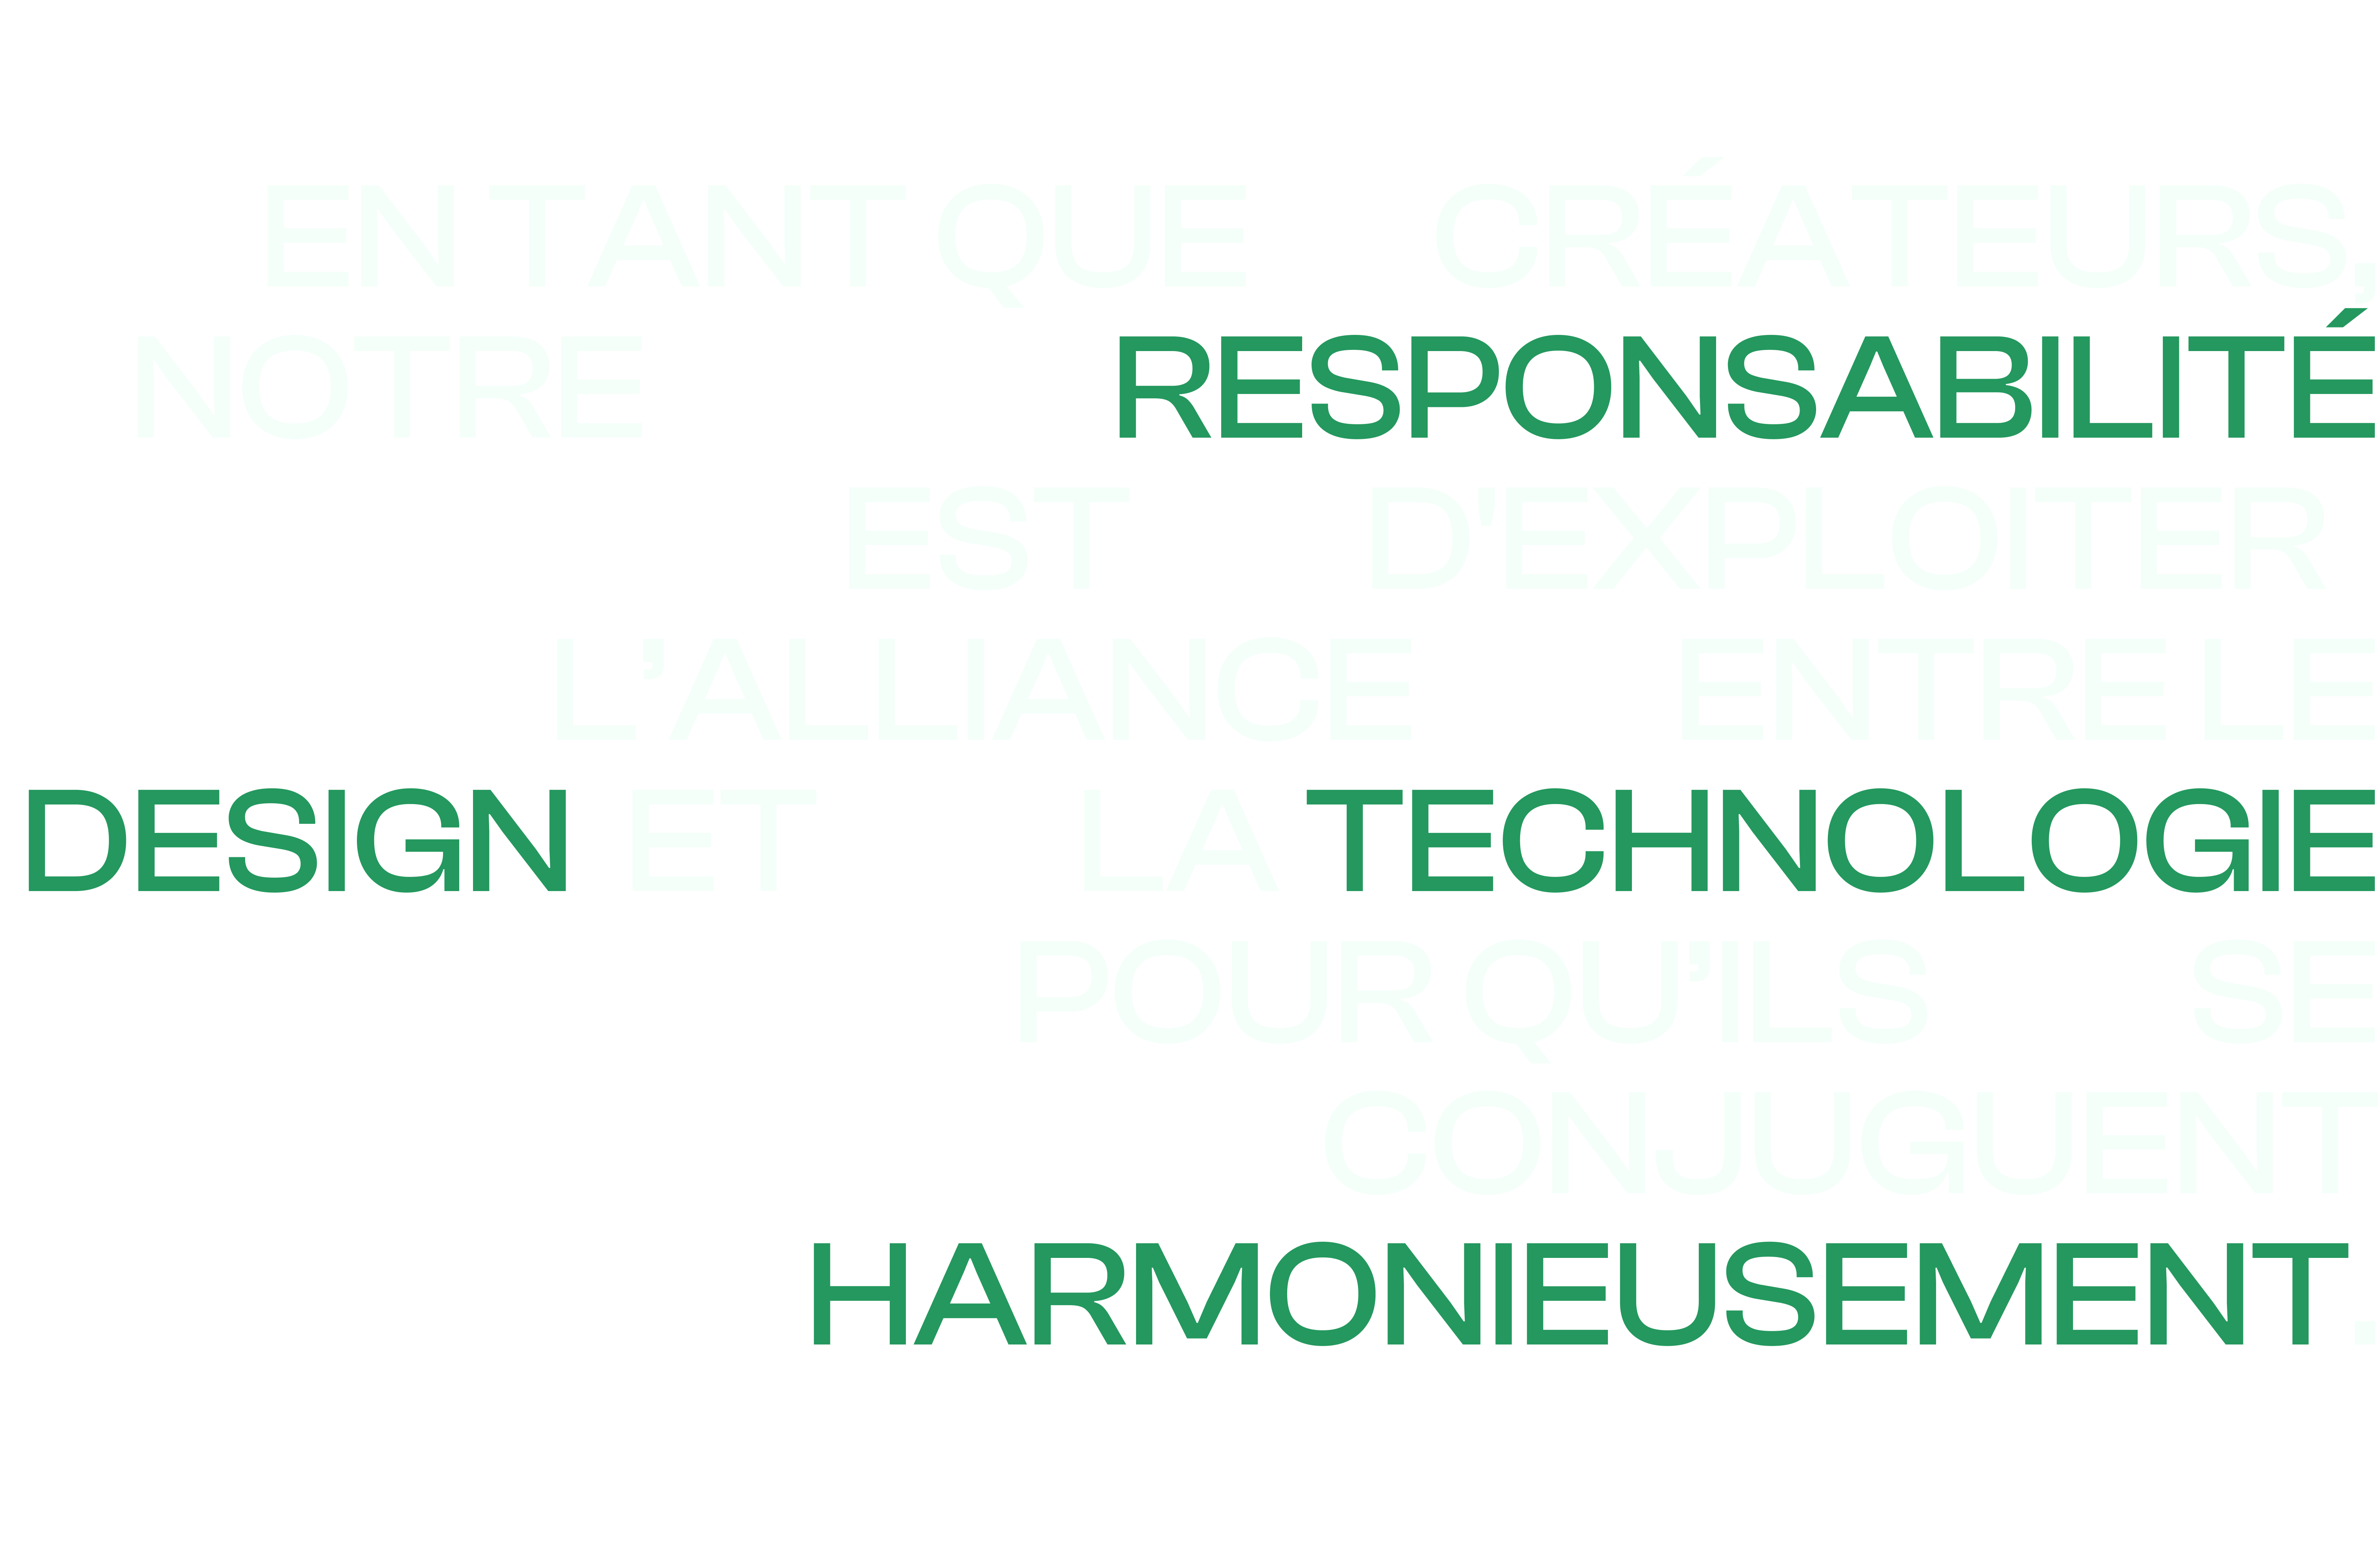 EN TANT QUE CRÉATEURS,
NOTRE RESPONSABILITÉ
EST D'EXPLOITER
L’ALLIANCE ENTRE LE
DESIGN ET LA TECHNOLOGIE
POUR QU’ILS SE
CONJUGUENT
HARMONIEUSEMENT.